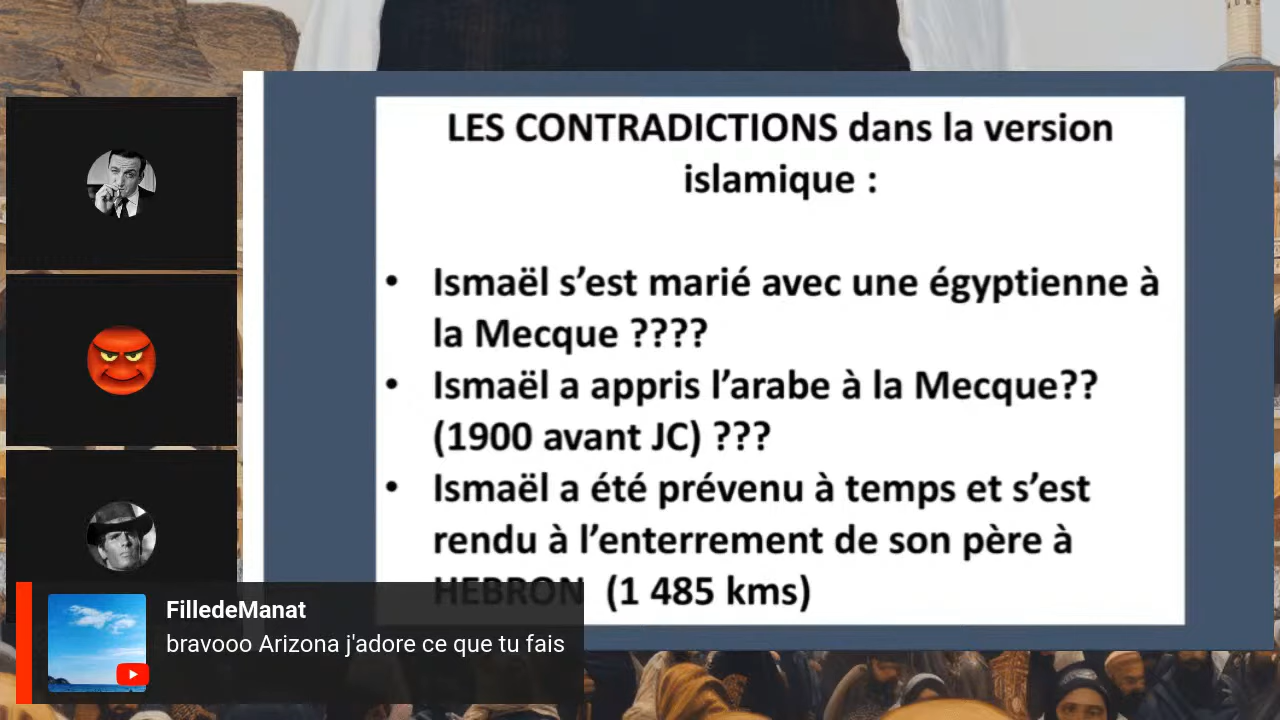 LES CONTRADICTIONS dans la version
islamique :
• Ismaël s’est marié avec une égyptienne à
la Mecque ????
• Ismaël a appris l’arabe à la Mecque??
(1900 avant JC) ???
• Ismaël a été prévenu à temps et s’est
rendu à l’enterrement de son père à
HEBRON (1 485 kms)
FilledeManat
bravooo Arizona j'adore ce que tu fais